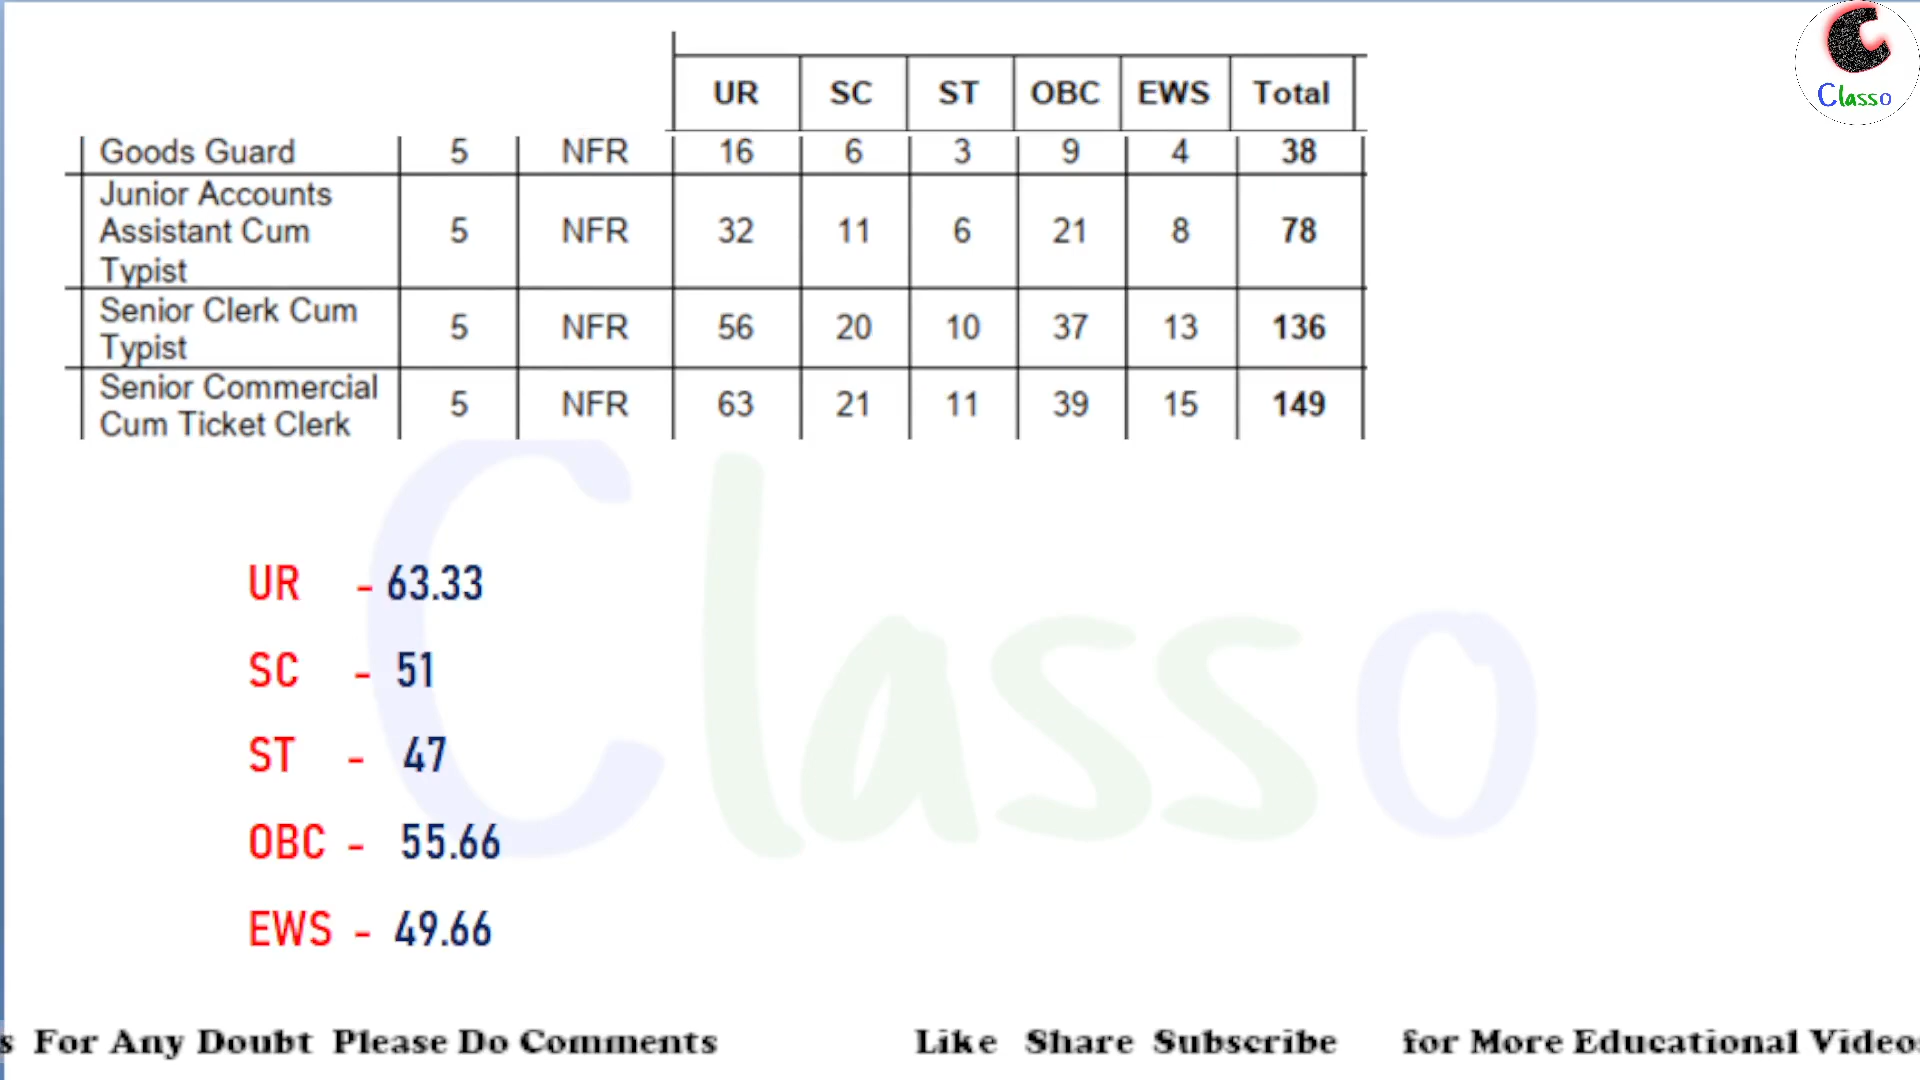 UR SC ST OBC EWS Total
Goods Guard 5 NFR 16 6 3 9 4 38
Junior Accounts
Assistant Cum 5 NFR 32 11 6 21 8 78
Typist
Senior Clerk Cum
Typist 5 NFR 56 20 10 37 13 136
Senior Commercial
Cum Ticket Clerk 5 NFR 63 21 11 39 15 149
Classo
Classo
UR - 63.33
SC - 51
ST - 47
OBC - 55.66
EWS - 49.66
s For Any Doubt Please Do Comments Like Share Subscribe for More Educational Video